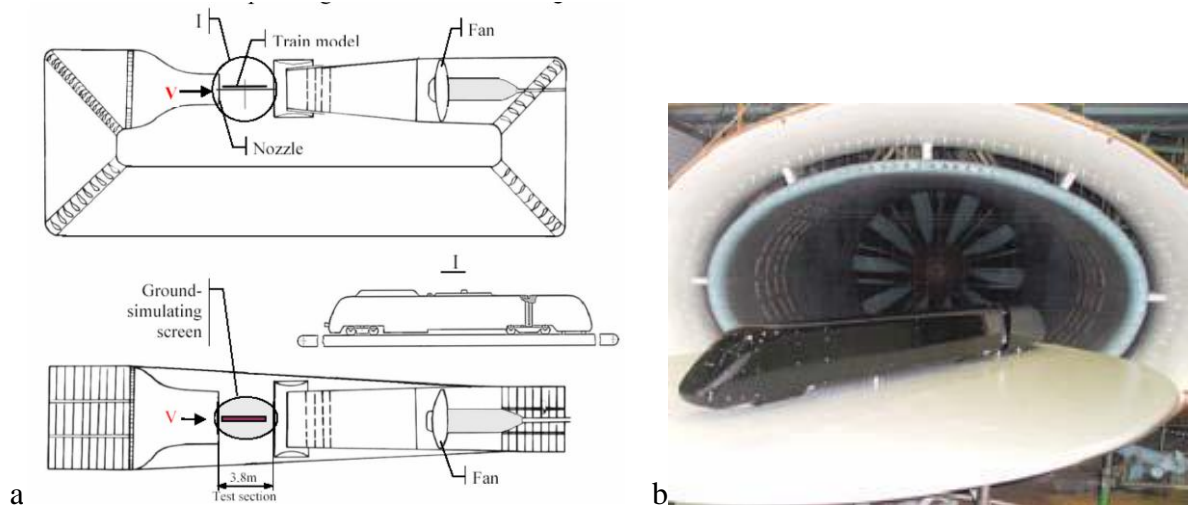 I
Train model
Fan
V
Nozzle
I
Ground-
simulating
screen
V
3.8m
Test section
Fan
a
b